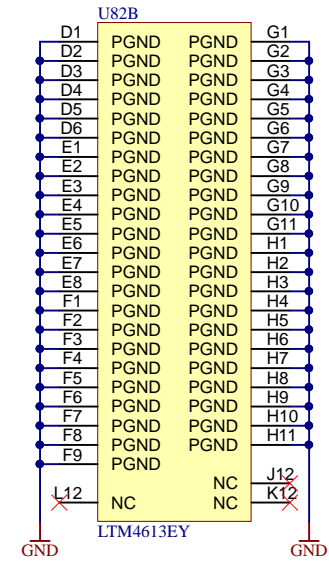 U82B
D1 PGND PGND G1
D2 PGND PGND G2
D3 PGND PGND G3
D4 PGND PGND G4
D5 PGND PGND G5
D6 PGND PGND G6
E1 PGND PGND G7
E2 PGND PGND G8
E3 PGND PGND G9
E4 PGND PGND G10
E5 PGND PGND G11
E6 PGND PGND H1
E7 PGND PGND H2
E8 PGND PGND H3
F1 PGND PGND H4
F2 PGND PGND H5
F3 PGND PGND H6
F4 PGND PGND H7
F5 PGND PGND H8
F6 PGND PGND H9
F7 PGND PGND H10
F8 PGND PGND H11
F9 PGND
NC J12
L12 NC NC K12
LTM4613EY
GND GND